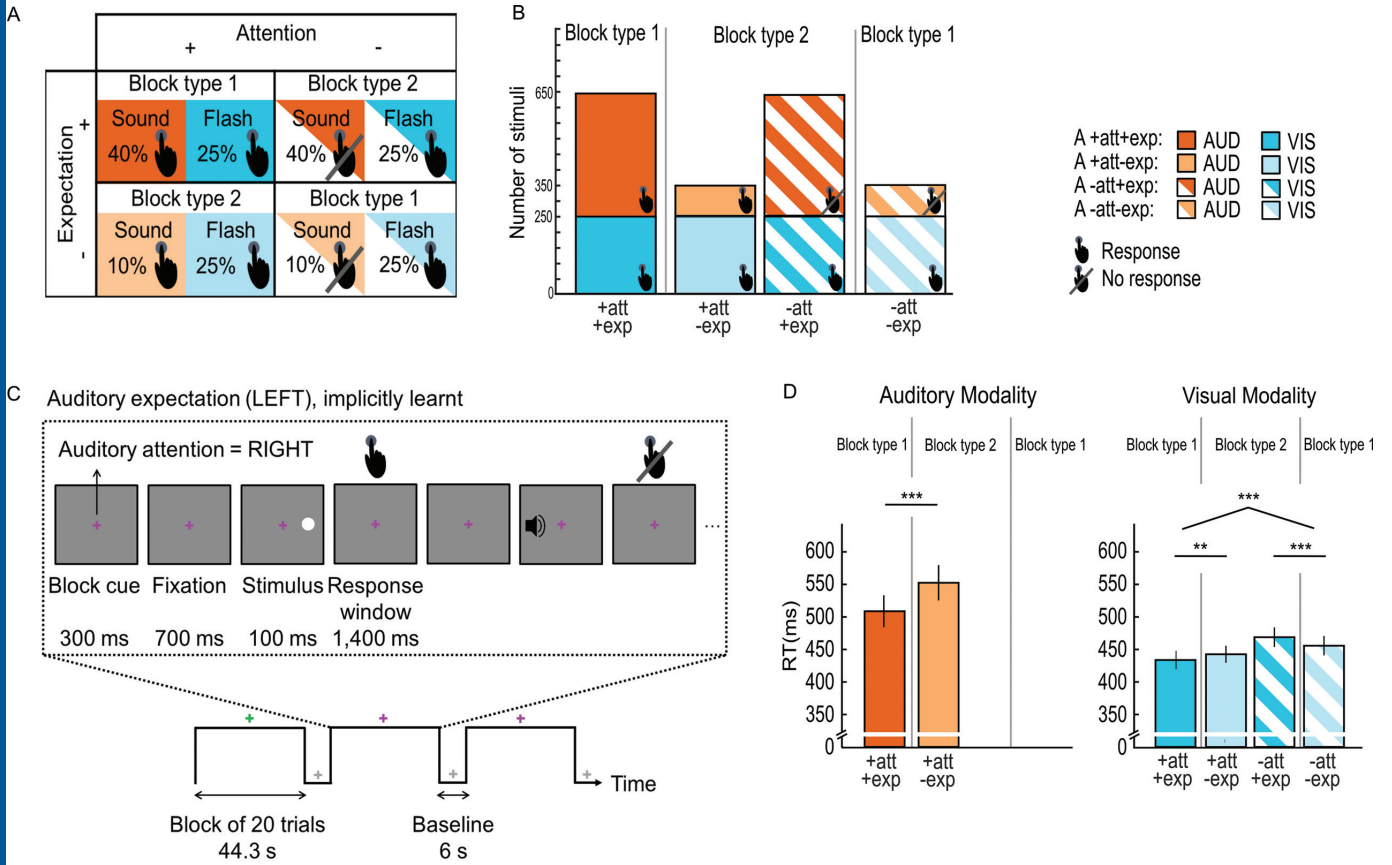 A
Attention
+ -
Expectation
+
-
Block type 1 Block type 2
Sound Flash Sound Flash
40% 25% 40% 25%
Block type 2 Block type 1
Sound Flash Sound Flash
10% 25% 10% 25%
B
Block type 1 Block type 2 Block type 1
Number of stimuli
650
350
250
0
+att +att -att -att
+exp -exp +exp -exp
A +att+exp: AUD VIS
A +att-exp: AUD VIS
A -att+exp: AUD VIS
A -att-exp: AUD VIS
Response
No response
C
Auditory expectation (LEFT), implicitly learnt
Auditory attention = RIGHT
...
Block cue Fixation Stimulus Response
window
300 ms 700 ms 100 ms 1,400 ms
Time
Block of 20 trials Baseline
44.3 s 6 s
D
Auditory Modality
Block type 1 Block type 2 Block type 1
***
RT(ms)
600
550
500
450
400
350
0
+att +att
+exp -exp
Visual Modality
Block type 1 Block type 2 Block type 1
***
** ***
600
550
500
450
400
350
0
+att +att -att -att
+exp -exp +exp -exp